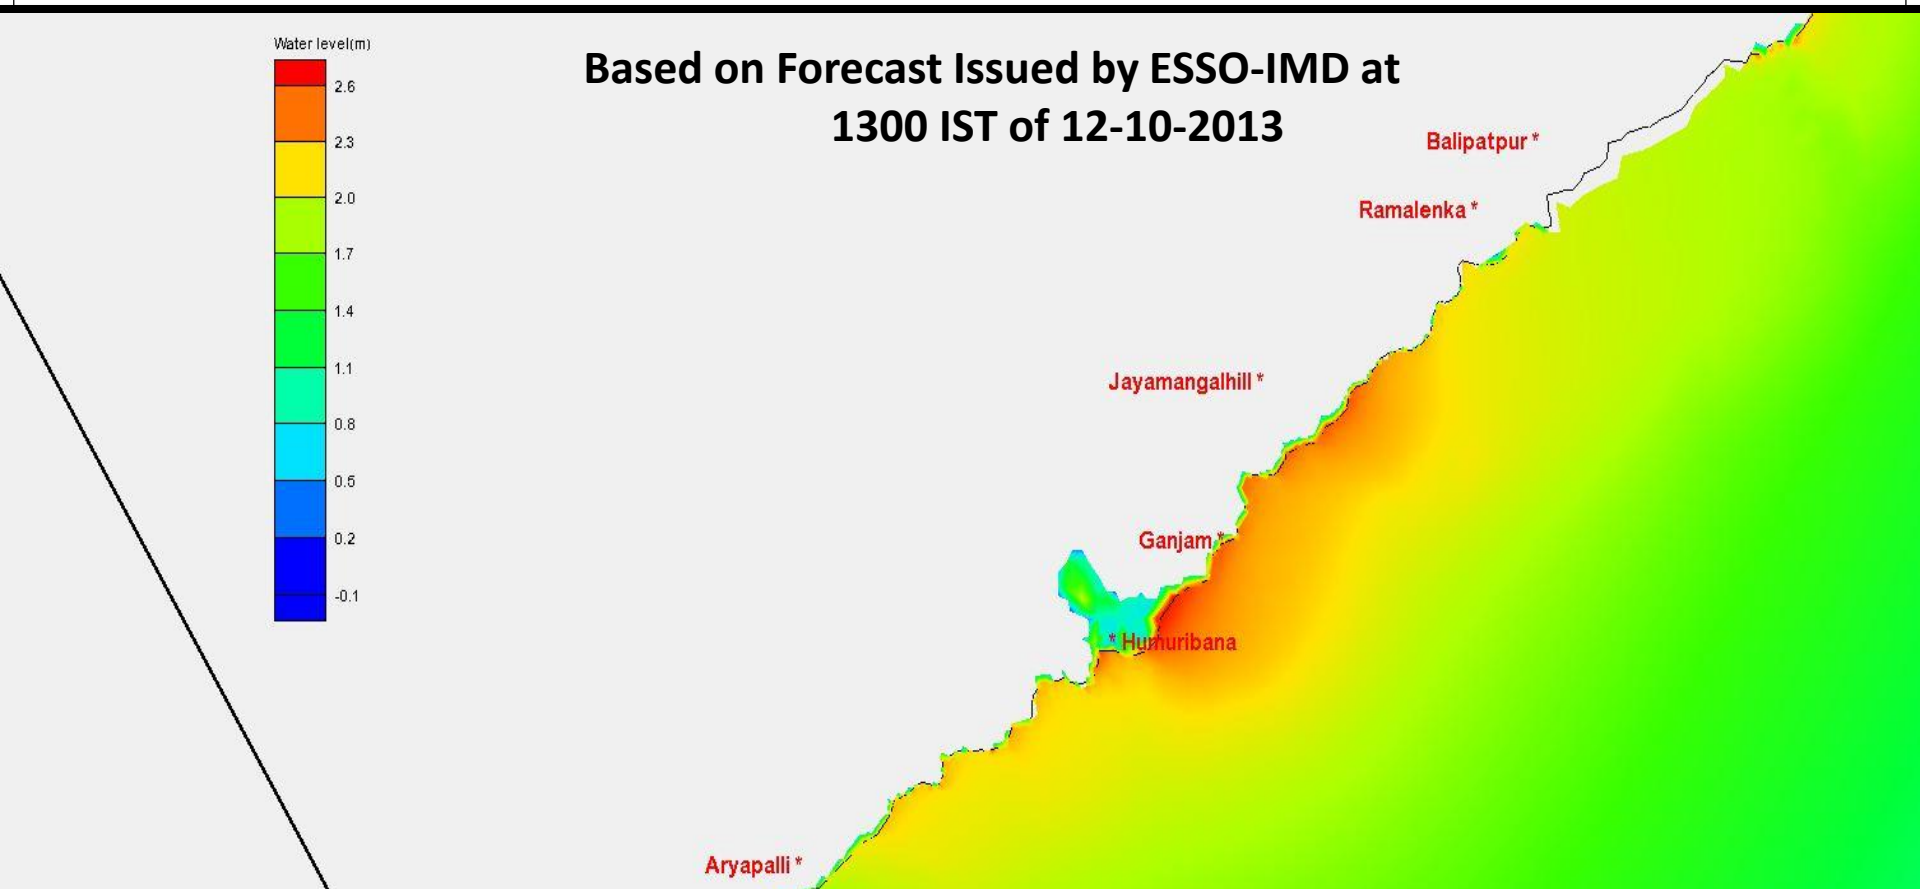 Water level(m)
Based on Forecast Issued by ESSO-IMD at
1300 IST of 12-10-2013
2.6
2.3
2.0
1.7
1.4
1.1
0.8
0.5
0.2
-0.1
Balipatpur *
Ramalenka *
Jayamangalhill *
Ganjam *
* Humuribana
Aryapalli *